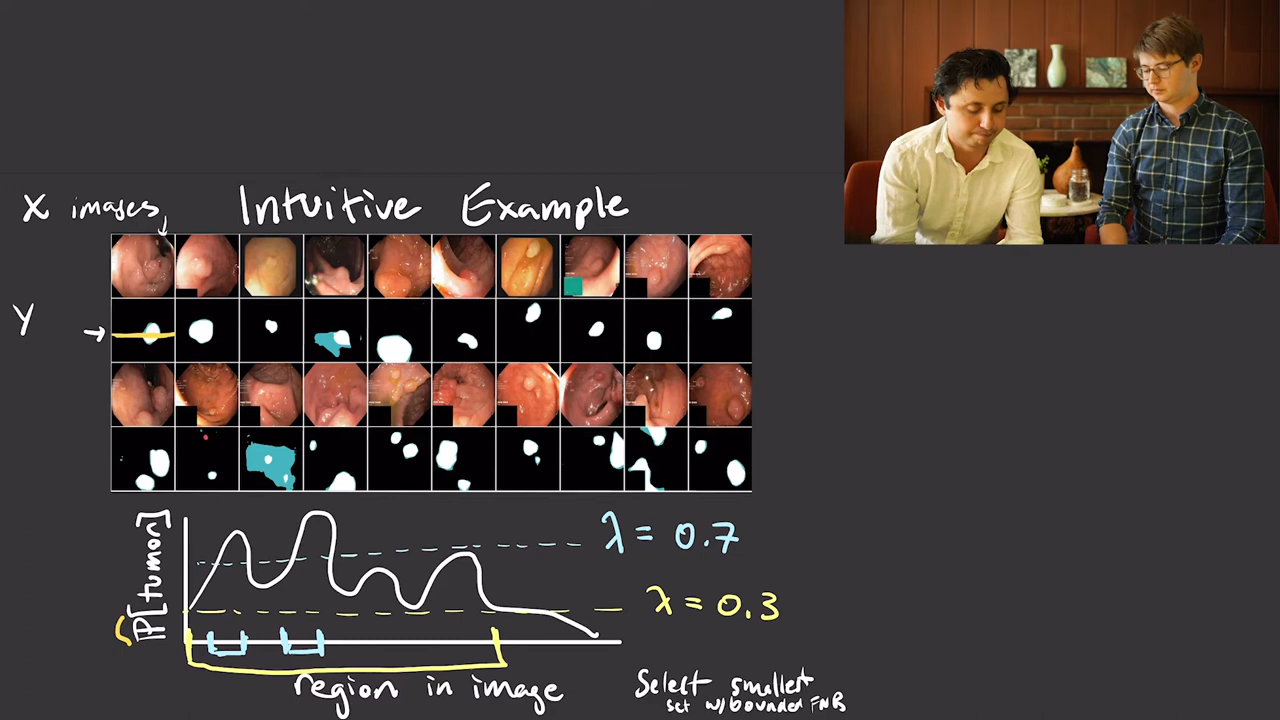 Intuitive Example
X images
Y
P[tumor]
λ = 0.7
λ = 0.3
region in image
Select smallest
set w/bounded FNR